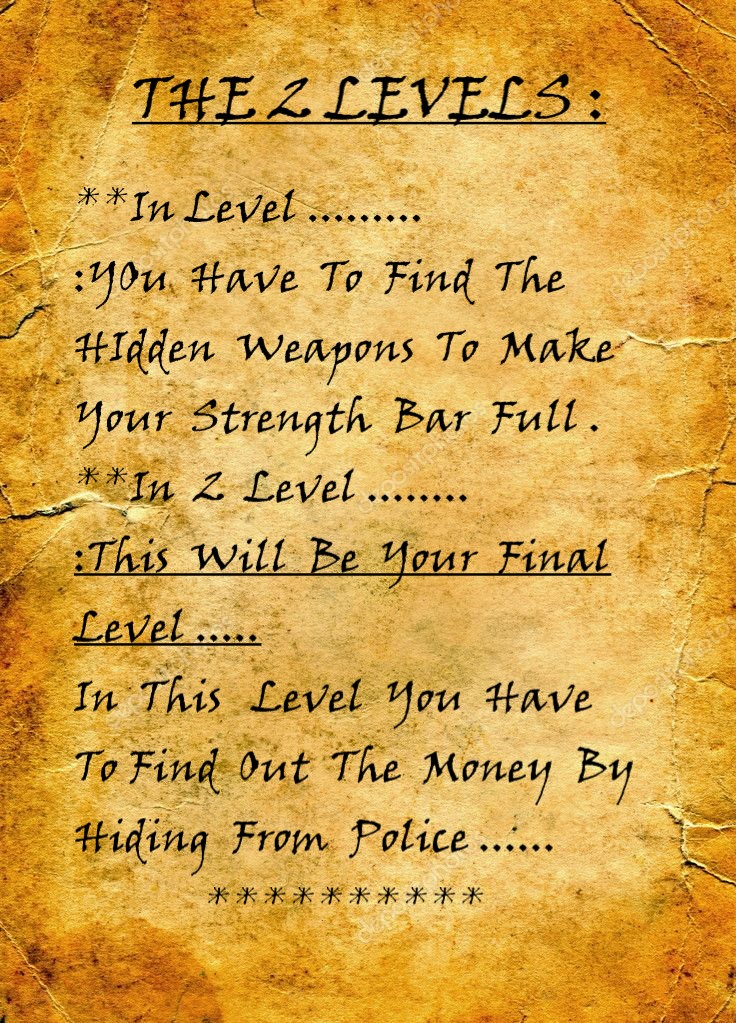 THE 2 LEVELS :
**In Level .........
:YOu Have To Find The
HIdden Weapons To Make
Your Strength Bar Full .
**In 2 Level ........
:This Will Be Your Final
Level .....
In This Level You Have
To Find Out The Money By
Hiding From Police ......
**********